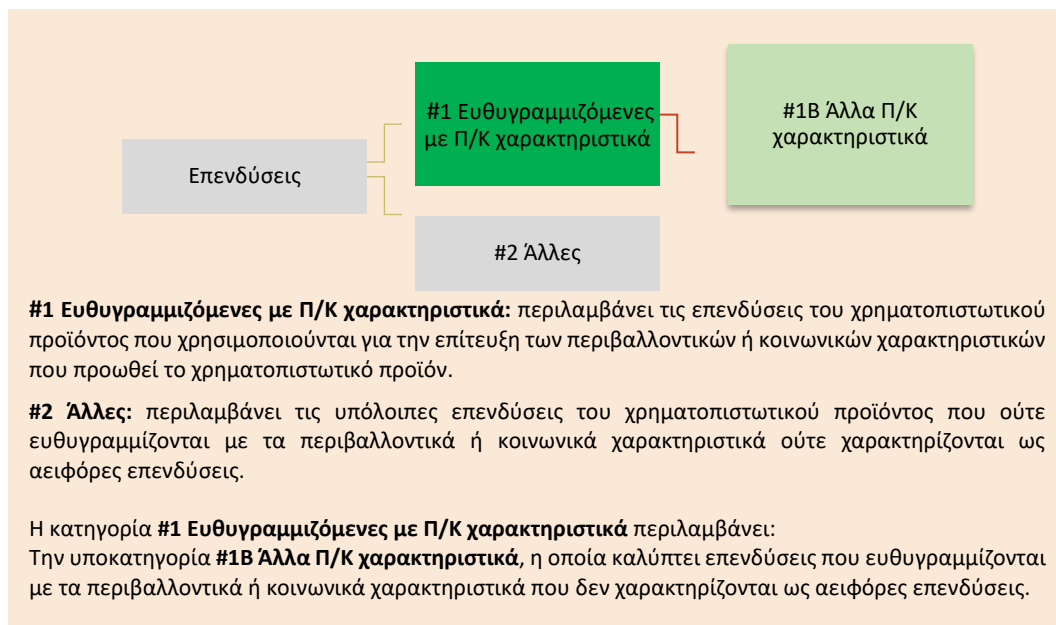 #1 Ευθυγραμμιζόμενες
με Π/Κ χαρακτηριστικά
#1B Άλλα Π/Κ
χαρακτηριστικά
Επενδύσεις
#2 Άλλες
#1 Ευθυγραμμιζόμενες με Π/Κ χαρακτηριστικά: περιλαμβάνει τις επενδύσεις του χρηματοπιστωτικού
προϊόντος που χρησιμοποιούνται για την επίτευξη των περιβαλλοντικών ή κοινωνικών χαρακτηριστικών
που προωθεί το χρηματοπιστωτικό προϊόν.
#2 Άλλες: περιλαμβάνει τις υπόλοιπες επενδύσεις του χρηματοπιστωτικού προϊόντος που ούτε
ευθυγραμμίζονται με τα περιβαλλοντικά ή κοινωνικά χαρακτηριστικά ούτε χαρακτηρίζονται ως
αειφόρες επενδύσεις.
Η κατηγορία #1 Ευθυγραμμιζόμενες με Π/Κ χαρακτηριστικά περιλαμβάνει:
Την υποκατηγορία #1B Άλλα Π/Κ χαρακτηριστικά, η οποία καλύπτει επενδύσεις που ευθυγραμμίζονται
με τα περιβαλλοντικά ή κοινωνικά χαρακτηριστικά που δεν χαρακτηρίζονται ως αειφόρες επενδύσεις.